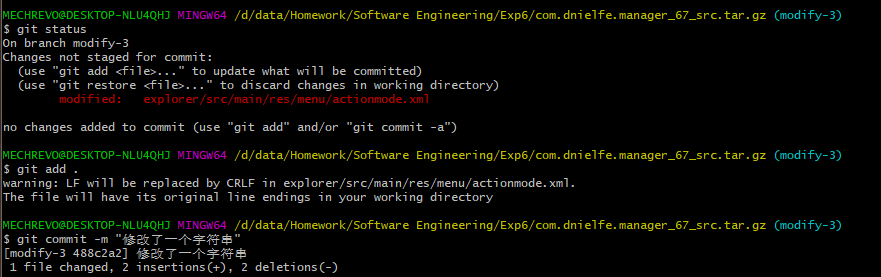 MECHREVO@DESKTOP-NLU4QHJ MINGW64 /d/data/Homework/Software Engineering/Exp6/com.dnielfe.manager_67_src.tar.gz (modify-3)
$ git status
On branch modify-3
Changes not staged for commit:
  (use "git add <file>..." to update what will be committed)
  (use "git restore <file>..." to discard changes in working directory)
        modified:   explorer/src/main/res/menu/actionmode.xml

no changes added to commit (use "git add" and/or "git commit -a")

MECHREVO@DESKTOP-NLU4QHJ MINGW64 /d/data/Homework/Software Engineering/Exp6/com.dnielfe.manager_67_src.tar.gz (modify-3)
$ git add .
warning: LF will be replaced by CRLF in explorer/src/main/res/menu/actionmode.xml.
The file will have its original line endings in your working directory

MECHREVO@DESKTOP-NLU4QHJ MINGW64 /d/data/Homework/Software Engineering/Exp6/com.dnielfe.manager_67_src.tar.gz (modify-3)
$ git commit -m "修改了一个字符串"
[modify-3 488c2a2] 修改了一个字符串
 1 file changed, 2 insertions(+), 2 deletions(-)